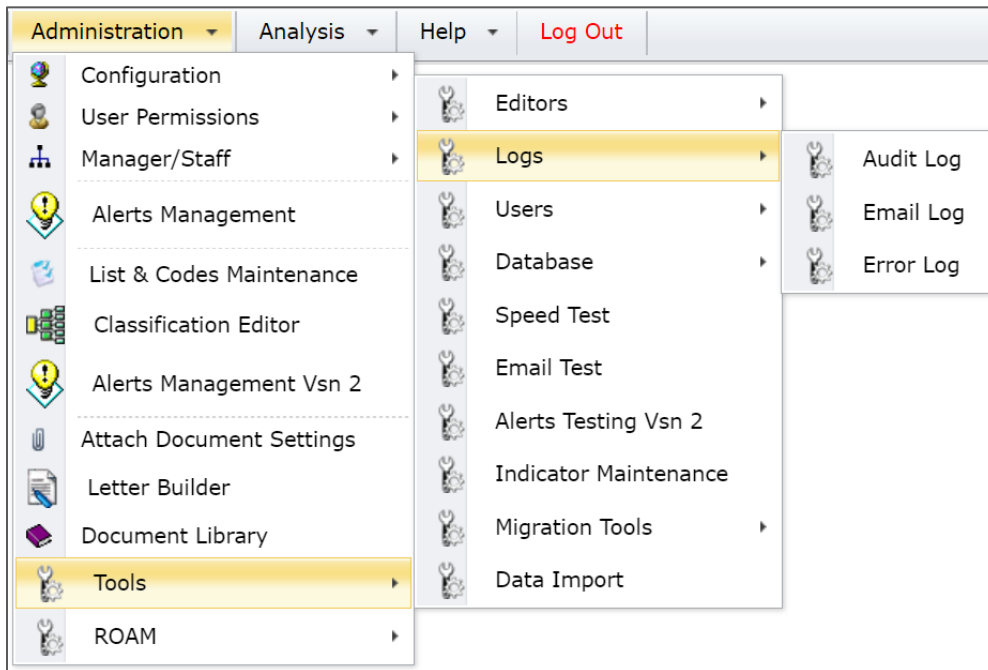 Administration
Analysis
Help
Log Out
Configuration
User Permissions
Manager/Staff
Alerts Management
List & Codes Maintenance
Classification Editor
Alerts Management Vsn 2
Attach Document Settings
Letter Builder
Document Library
Tools
ROAM
Editors
Logs
Users
Database
Speed Test
Email Test
Alerts Testing Vsn 2
Indicator Maintenance
Migration Tools
Data Import
Audit Log
Email Log
Error Log